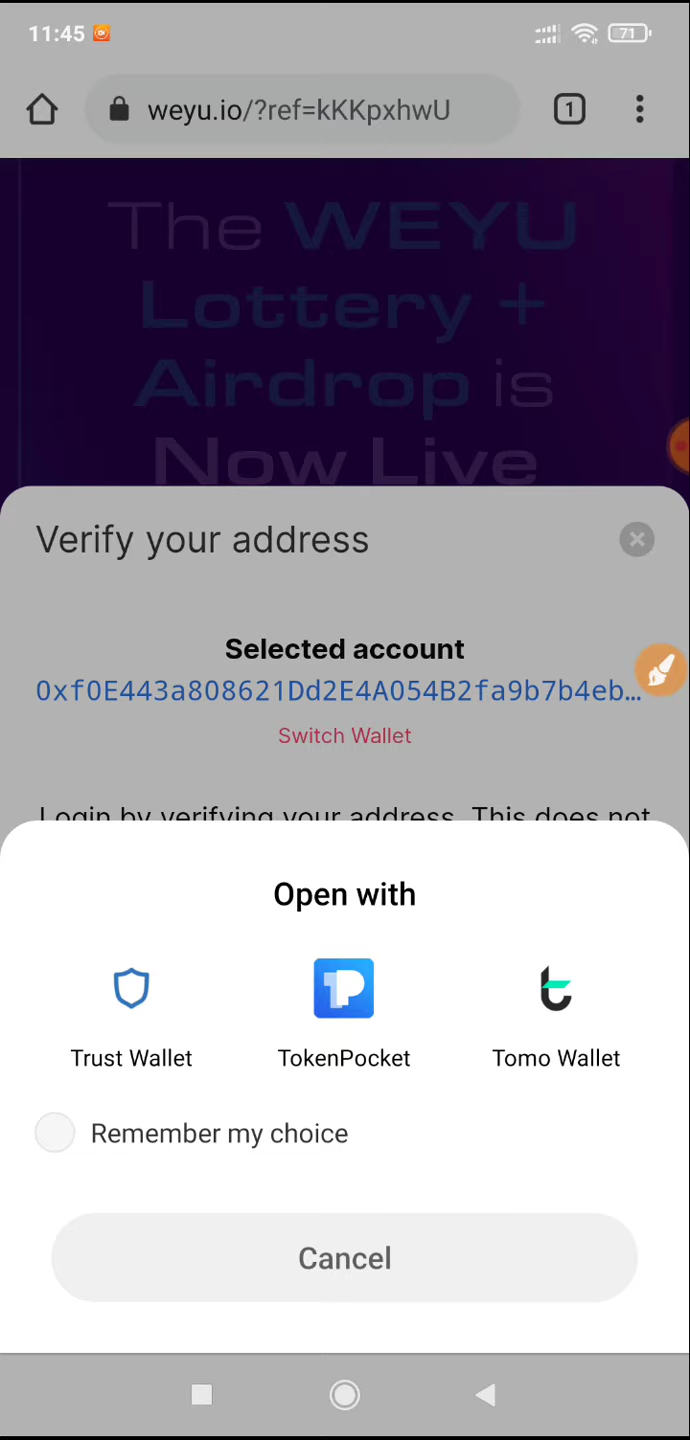 11:45
71
weyu.io/?ref=kKKpxhwU
1
The WEYU
Lottery +
Airdrop is
Now Live
Verify your address
Selected account
0xf0E443a808621Dd2E4A054B2fa9b7b4eb...
Switch Wallet
Login by verifying your address. This does not
Open with
Trust Wallet
TokenPocket
Tomo Wallet
Remember my choice
Cancel